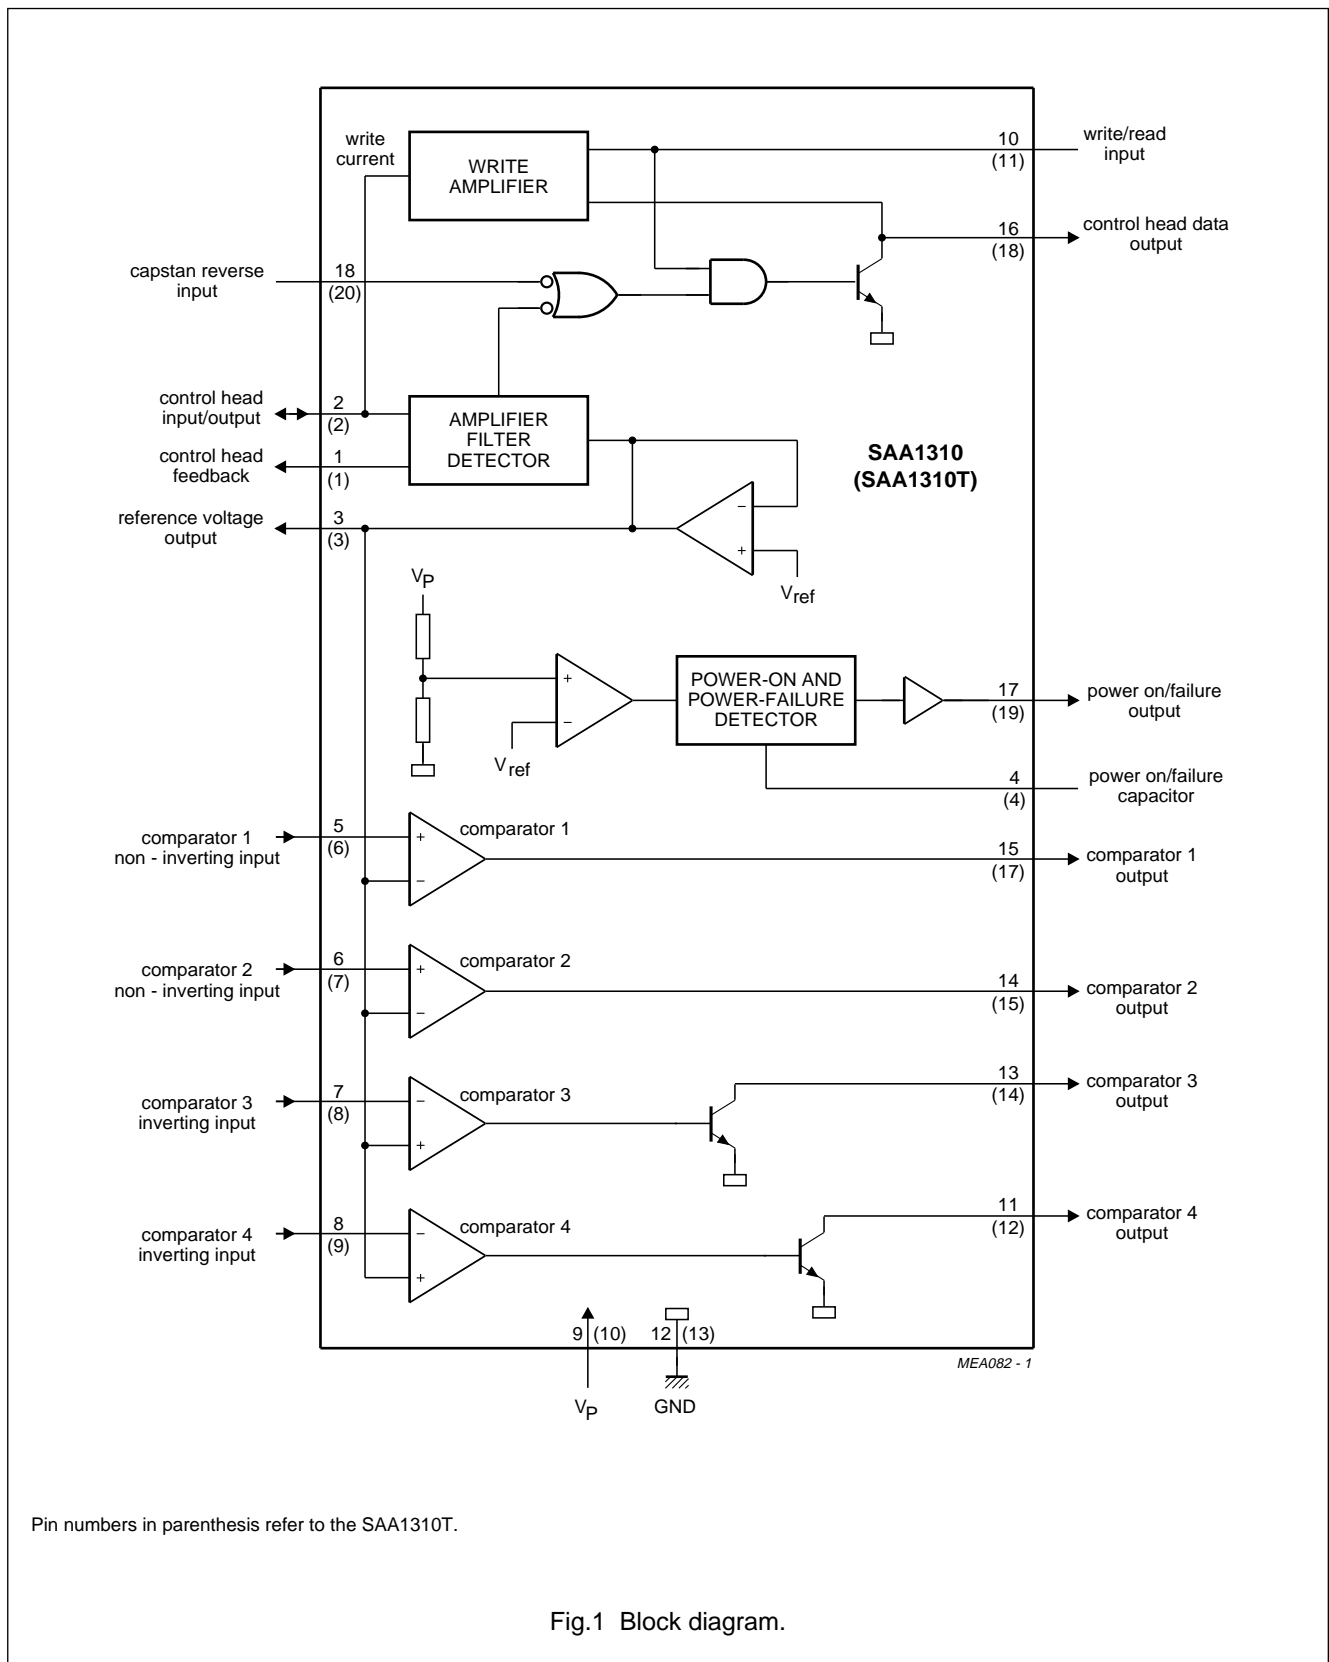 write
current
WRITE
AMPLIFIER
10
(11)
write/read
input
16
(18)
control head data
output
capstan reverse
input
18
(20)
control head
input/output
2
(2)
AMPLIFIER
FILTER
DETECTOR
control head
feedback
1
(1)
SAA1310
(SAA1310T)
reference voltage
output
3
(3)
−
+
Vref
VP
+
−
Vref
POWER-ON AND
POWER-FAILURE
DETECTOR
17
(19)
power on/failure
output
4
(4)
power on/failure
capacitor
comparator 1
non - inverting input
5
(6)
+
−
comparator 1
15
(17)
comparator 1
output
comparator 2
non - inverting input
6
(7)
+
−
comparator 2
14
(15)
comparator 2
output
comparator 3
inverting input
7
(8)
−
+
comparator 3
13
(14)
comparator 3
output
comparator 4
inverting input
8
(9)
−
+
comparator 4
11
(12)
comparator 4
output
9 (10)
12 (13)
VP
GND
MEA082 - 1
Pin numbers in parenthesis refer to the SAA1310T.
Fig.1 Block diagram.